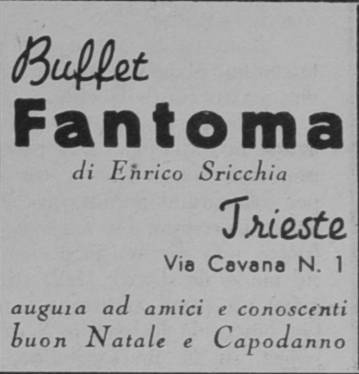 Buffet
Fantoma
di Enrico Sricchia
Trieste
Via Cavana N. 1
augura ad amici e conoscenti
buon Natale e Capodanno